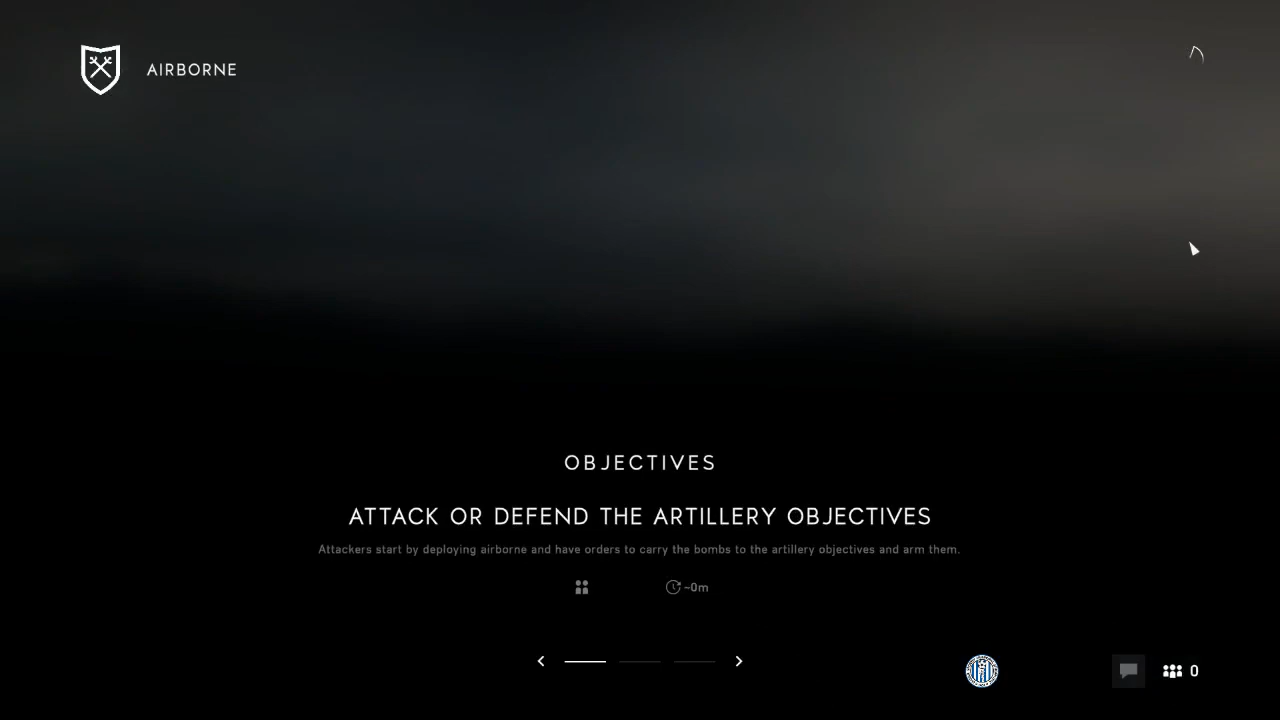 AIRBORNE
OBJECTIVES
ATTACK OR DEFEND THE ARTILLERY OBJECTIVES
Attackers start by deploying airborne and have orders to carry the bombs to the artillery objectives and arm them.
~0m
0